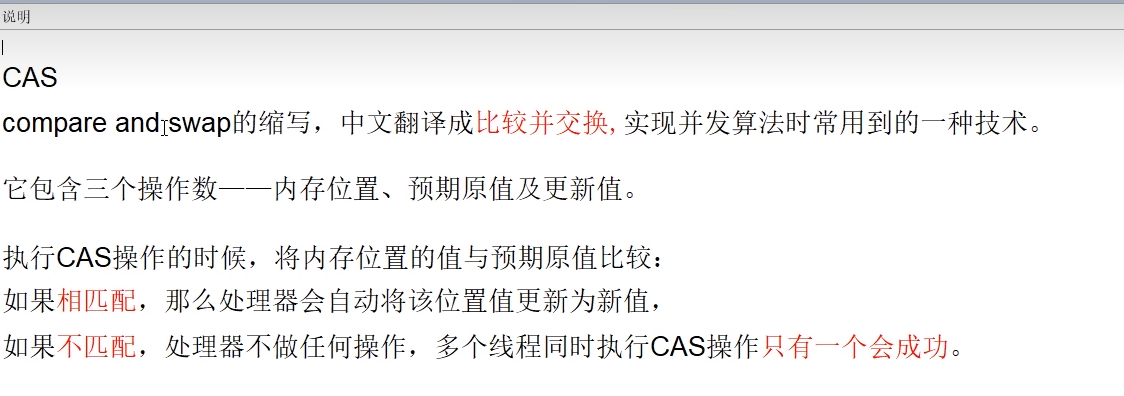 说明
CAS
compare and swap的缩写，中文翻译成比较并交换,实现并发算法时常用到的一种技术。
它包含三个操作数——内存位置、预期原值及更新值。
执行CAS操作的时候，将内存位置的值与预期原值比较：
如果相匹配，那么处理器会自动将该位置值更新为新值，
如果不匹配，处理器不做任何操作，多个线程同时执行CAS操作只有一个会成功。